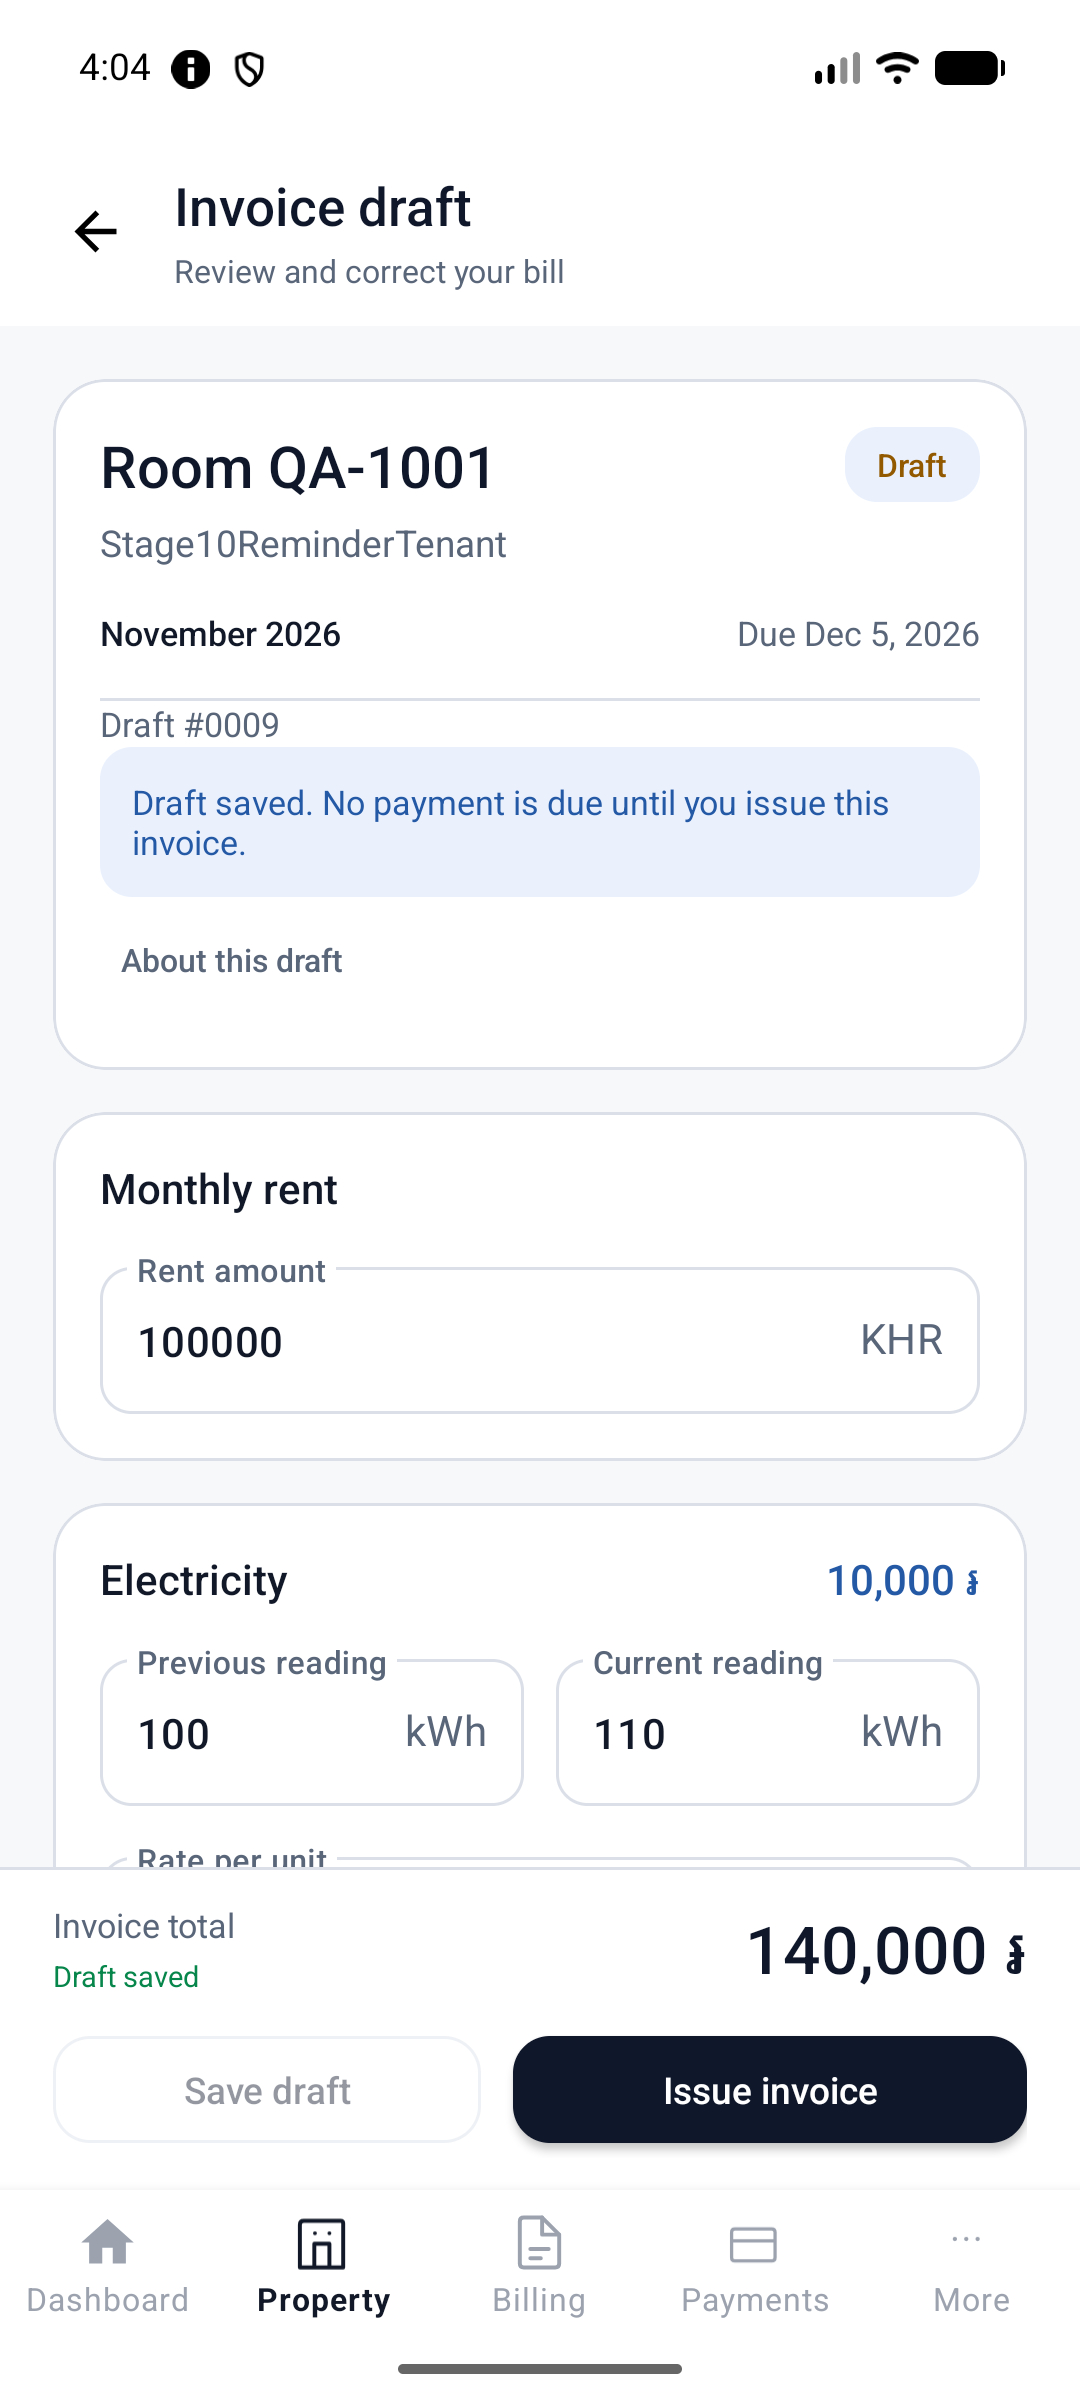 4:04
Invoice draft
Review and correct your bill
Room QA-1001
Draft
Stage10ReminderTenant
November 2026
Due Dec 5, 2026
Draft #0009
Draft saved. No payment is due until you issue this
invoice.
About this draft
Monthly rent
Rent amount
100000 KHR
Electricity
10,000 ៛
Previous reading
Current reading
100 kWh
110 kWh
Rate per unit
Invoice total
140,000 ៛
Draft saved
Save draft
Issue invoice
Dashboard
Property
Billing
Payments
More